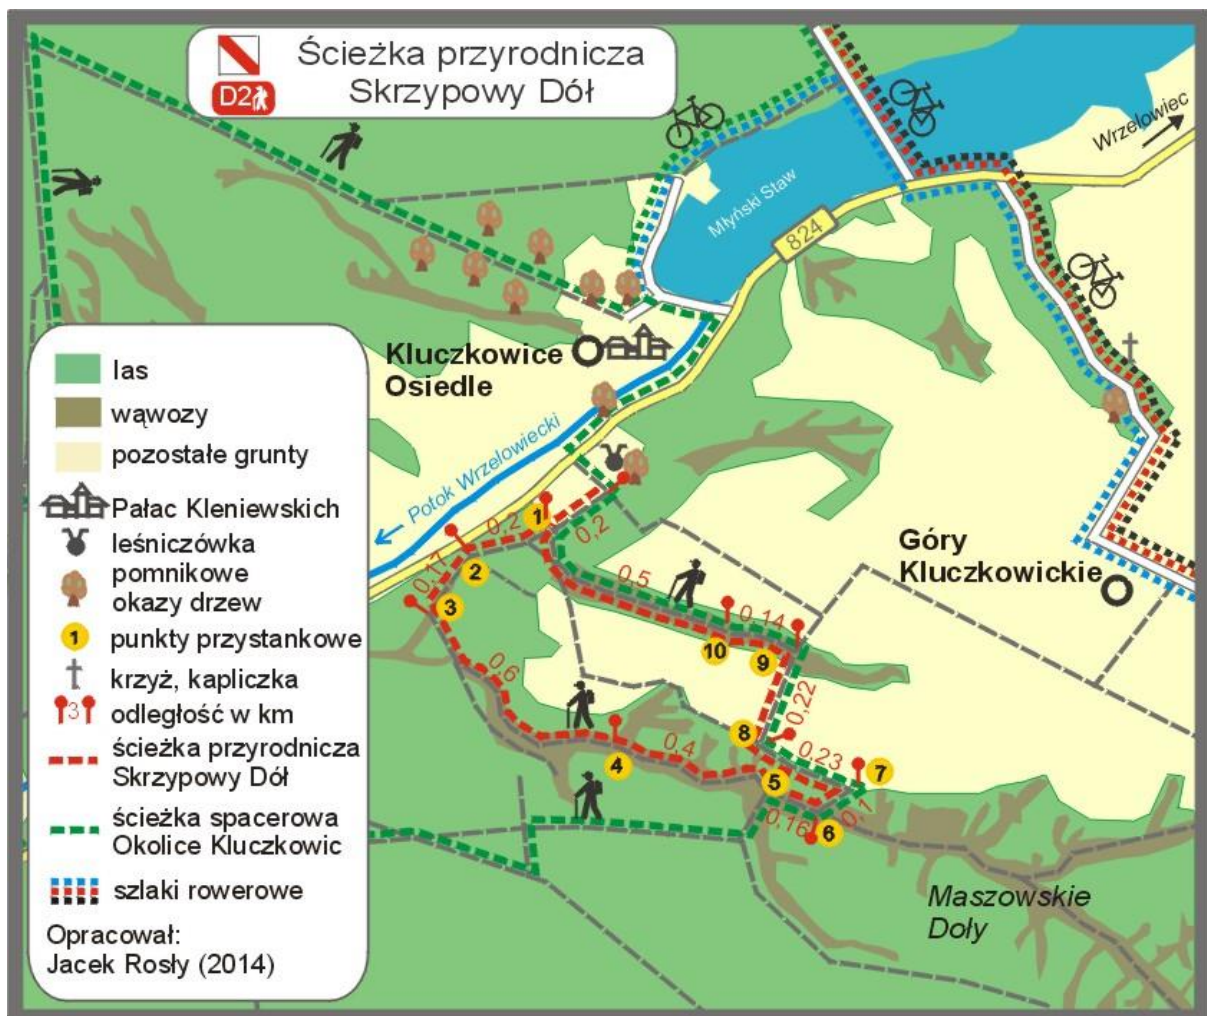 Ścieżka przyrodnicza
Skrzypowy Dół
D2
Wrzelowiec
Młyński Staw
824
Kluczkowice
Osiedle
Potok Wrzelowiecki
Góry
Kluczkowickie
Maszowskie
Doły
1
2
3
4
5
6
7
8
9
10
0,2
0,2
0,17
0,5
0,14
0,6
0,22
0,4
0,23
0,16
0,1
las
wąwozy
pozostałe grunty
Pałac Kleniewskich
leśniczówka
pomnikowe
okazy drzew
1 punkty przystankowe
krzyż, kapliczka
3 odległość w km
ścieżka przyrodnicza
Skrzypowy Dół
ścieżka spacerowa
Okolice Kluczkowic
szlaki rowerowe
Opracował:
Jacek Rosły (2014)